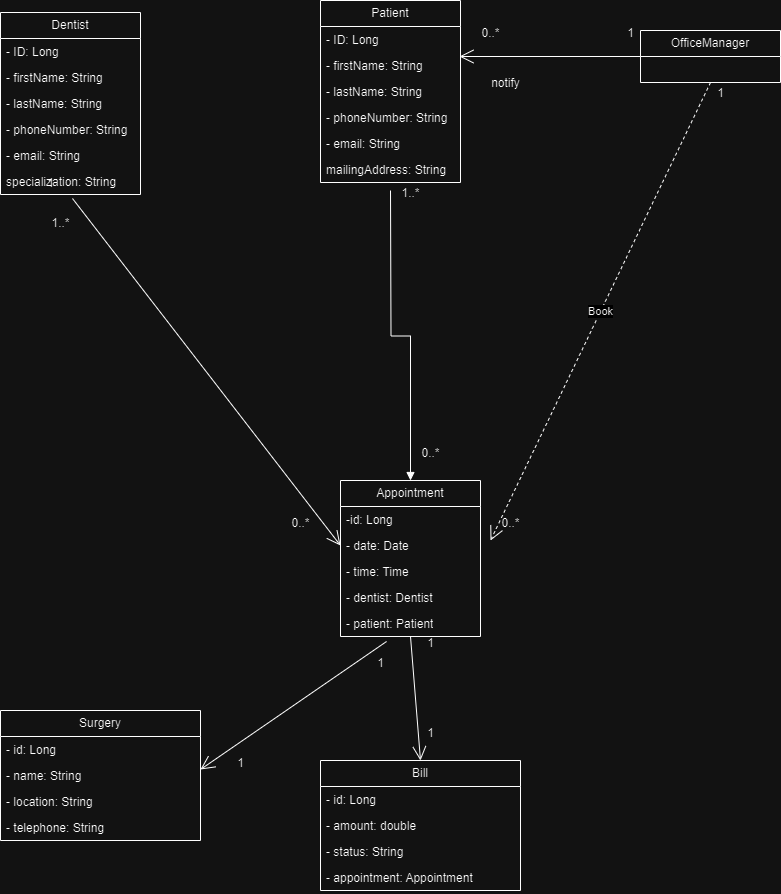 Dentist
- ID: Long
- firstName: String
- lastName: String
- phoneNumber: String
- email: String
specializtion: String
1
1..*
Patient
- ID: Long
- firstName: String
- lastName: String
- phoneNumber: String
- email: String
mailingAddress: String
1..*
0..*
1
notify
OfficeManager
1
Book
0..*
0..*
0..*
Appointment
-id: Long
- date: Date
- time: Time
- dentist: Dentist
- patient: Patient
1
1
1
1
Surgery
- id: Long
- name: String
- location: String
- telephone: String
Bill
- id: Long
- amount: double
- status: String
- appointment: Appointment